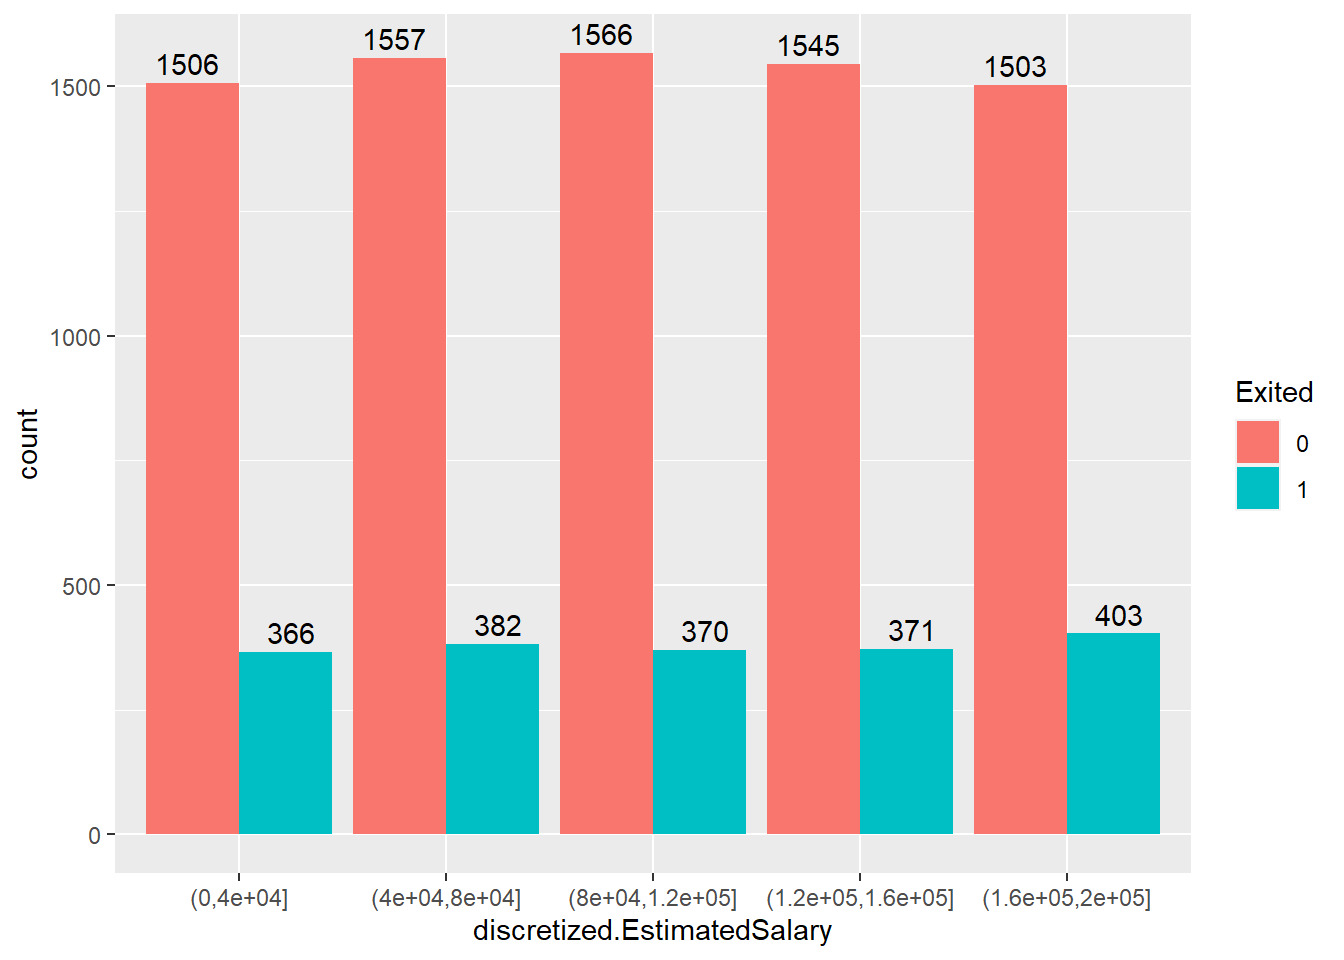 1506
1557
1566
1545
1503
366
382
370
371
403
1500
1000
500
0
count
(0,4e+04]
(4e+04,8e+04]
(8e+04,1.2e+05]
(1.2e+05,1.6e+05]
(1.6e+05,2e+05]
discretized.EstimatedSalary
Exited
0
1